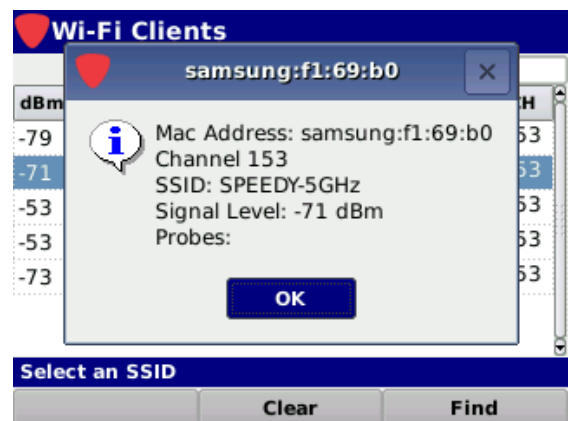 Wi-Fi Clients
samsung:f1:69:b0
dBm
CH
-79
53
-71
53
-53
53
-53
53
-73
53
Mac Address: samsung:f1:69:b0
Channel 153
SSID: SPEEDY-5GHz
Signal Level: -71 dBm
Probes:
OK
Select an SSID
Clear
Find